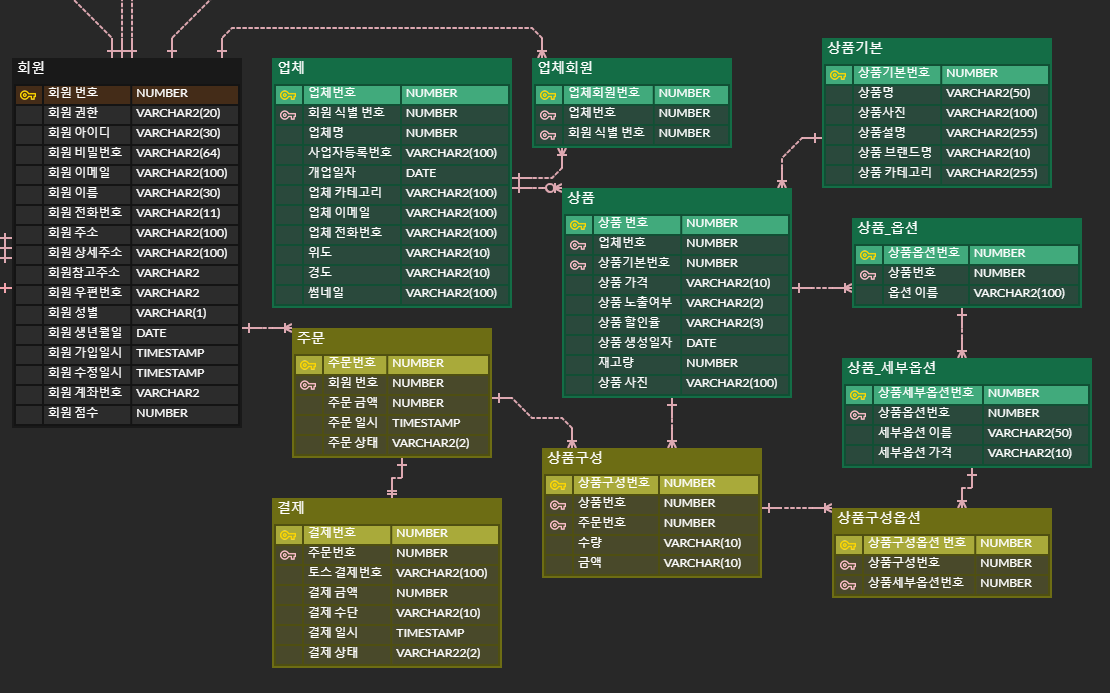 회원
회원 번호 NUMBER
회원 권한 VARCHAR2(20)
회원 아이디 VARCHAR2(30)
회원 비밀번호 VARCHAR2(64)
회원 이메일 VARCHAR2(100)
회원 이름 VARCHAR2(30)
회원 전화번호 VARCHAR2(11)
회원 주소 VARCHAR2(100)
회원 상세주소 VARCHAR2(100)
회원참고주소 VARCHAR2
회원 우편번호 VARCHAR2
회원 성별 VARCHAR(1)
회원 생년월일 DATE
회원 가입일시 TIMESTAMP
회원 수정일시 TIMESTAMP
회원 계좌번호 VARCHAR2
회원 점수 NUMBER
업체
업체번호 NUMBER
회원 식별 번호 NUMBER
업체명 NUMBER
사업자등록번호 VARCHAR2(100)
개업일자 DATE
업체 카테고리 VARCHAR2(100)
업체 이메일 VARCHAR2(100)
업체 전화번호 VARCHAR2(100)
위도 VARCHAR2(10)
경도 VARCHAR2(10)
썸네일 VARCHAR2(100)
업체회원
업체회원번호 NUMBER
업체번호 NUMBER
회원 식별 번호 NUMBER
상품기본
상품기본번호 NUMBER
상품명 VARCHAR2(50)
상품사진 VARCHAR2(100)
상품설명 VARCHAR2(255)
상품 브랜드명 VARCHAR2(10)
상품 카테고리 VARCHAR2(255)
상품
상품 번호 NUMBER
업체번호 NUMBER
상품기본번호 NUMBER
상품 가격 VARCHAR2(10)
상품 노출여부 VARCHAR2(2)
상품 할인율 VARCHAR2(3)
상품 생성일자 DATE
재고량 NUMBER
상품 사진 VARCHAR2(100)
상품_옵션
상품옵션번호 NUMBER
상품번호 NUMBER
옵션 이름 VARCHAR2(100)
상품_세부옵션
상품세부옵션번호 NUMBER
상품옵션번호 NUMBER
세부옵션 이름 VARCHAR2(50)
세부옵션 가격 VARCHAR2(10)
주문
주문번호 NUMBER
회원 번호 NUMBER
주문 금액 NUMBER
주문 일시 TIMESTAMP
주문 상태 VARCHAR2(2)
결제
결제번호 NUMBER
주문번호 NUMBER
토스 결제번호 VARCHAR2(100)
결제 금액 NUMBER
결제 수단 VARCHAR2(10)
결제 일시 TIMESTAMP
결제 상태 VARCHAR22(2)
상품구성
상품구성번호 NUMBER
상품번호 NUMBER
주문번호 NUMBER
수량 VARCHAR(10)
금액 VARCHAR(10)
상품구성옵션
상품구성옵션 번호 NUMBER
상품구성번호 NUMBER
상품세부옵션번호 NUMBER